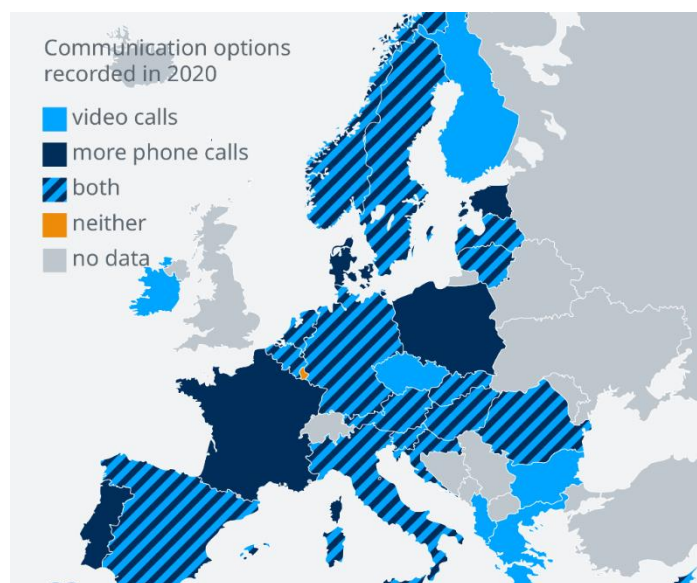 Communication options
recorded in 2020
video calls
more phone calls
both
neither
no data